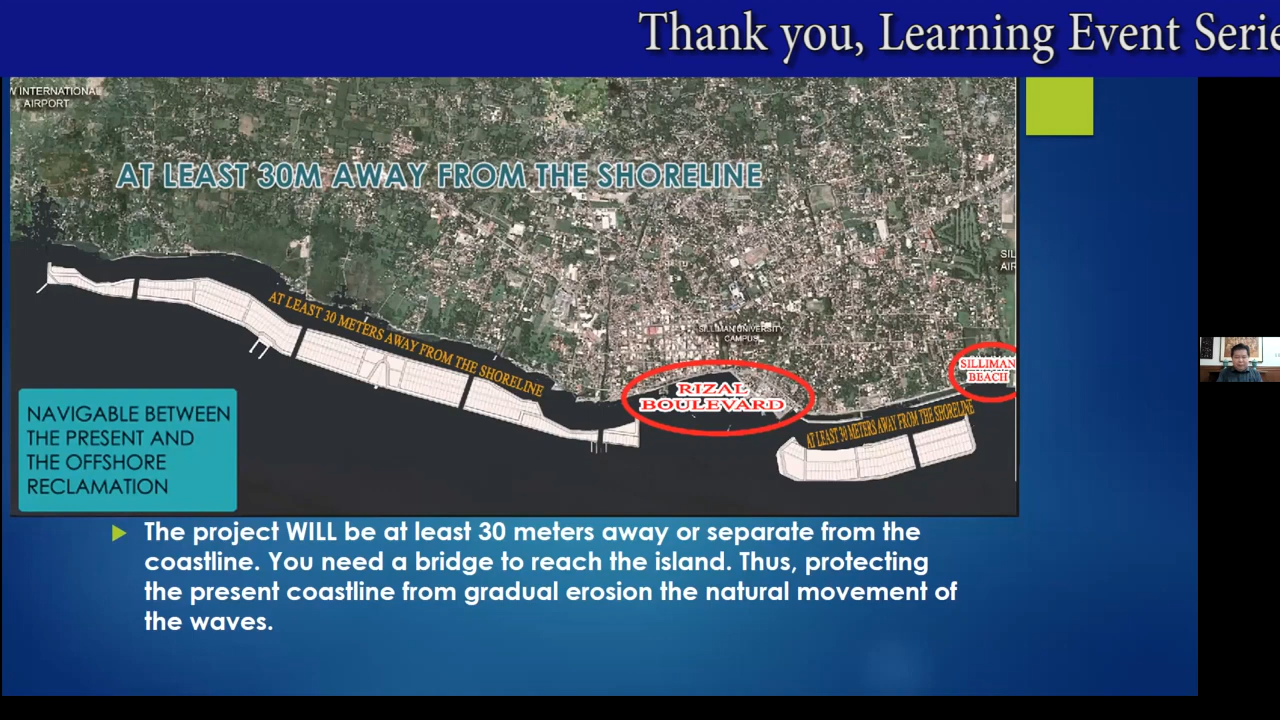 Thank you, Learning Event Serie
W INTERNATIONAL
AIRPORT
AT LEAST 30M AWAY FROM THE SHORELINE
SIL
AIR
AT LEAST 30 METERS AWAY FROM THE SHORELINE
SILLIMAN UNIVERSITY
CAMPUS
RIZAL
BOULEVARD
SILLIMAN
BEACH
AT LEAST 30 METERS AWAY FROM THE SHORELINE
NAVIGABLE BETWEEN
THE PRESENT AND
THE OFFSHORE
RECLAMATION
The project WILL be at least 30 meters away or separate from the
coastline. You need a bridge to reach the island. Thus, protecting
the present coastline from gradual erosion the natural movement of
the waves.